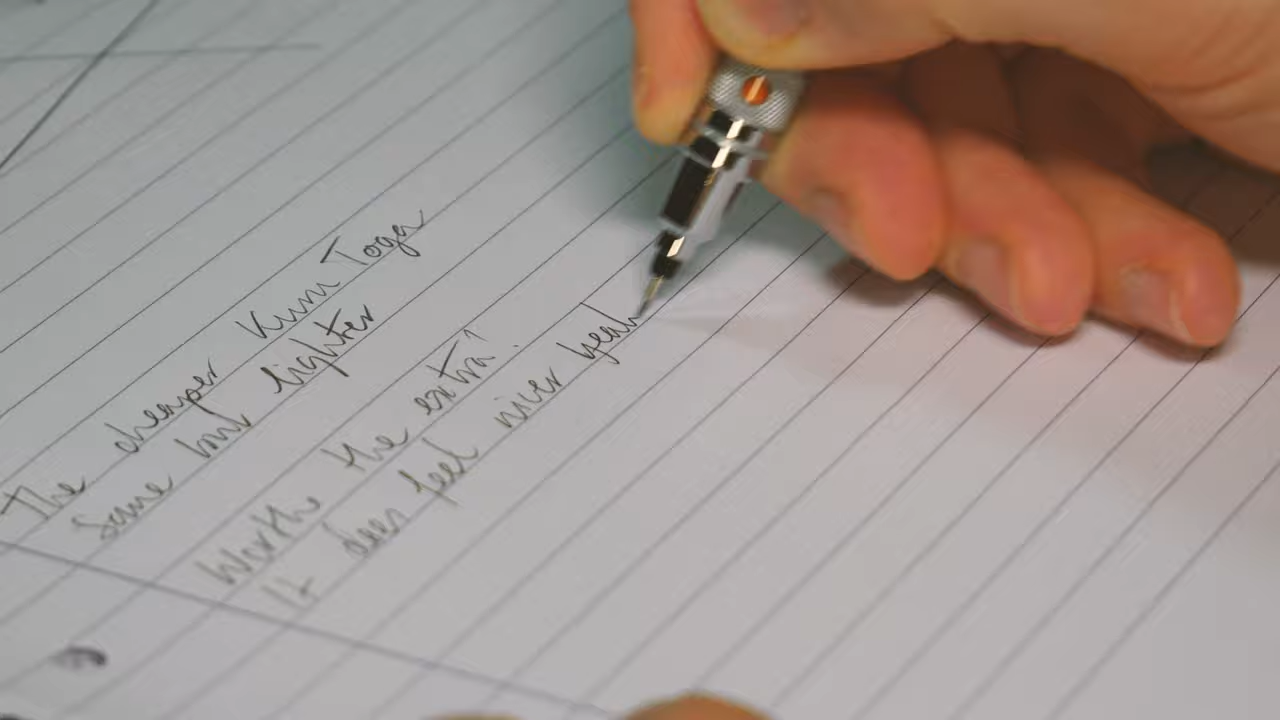 The cheaper Kuru Toga
Same but lighter
Worth the extra?
It does feel nicer yeah